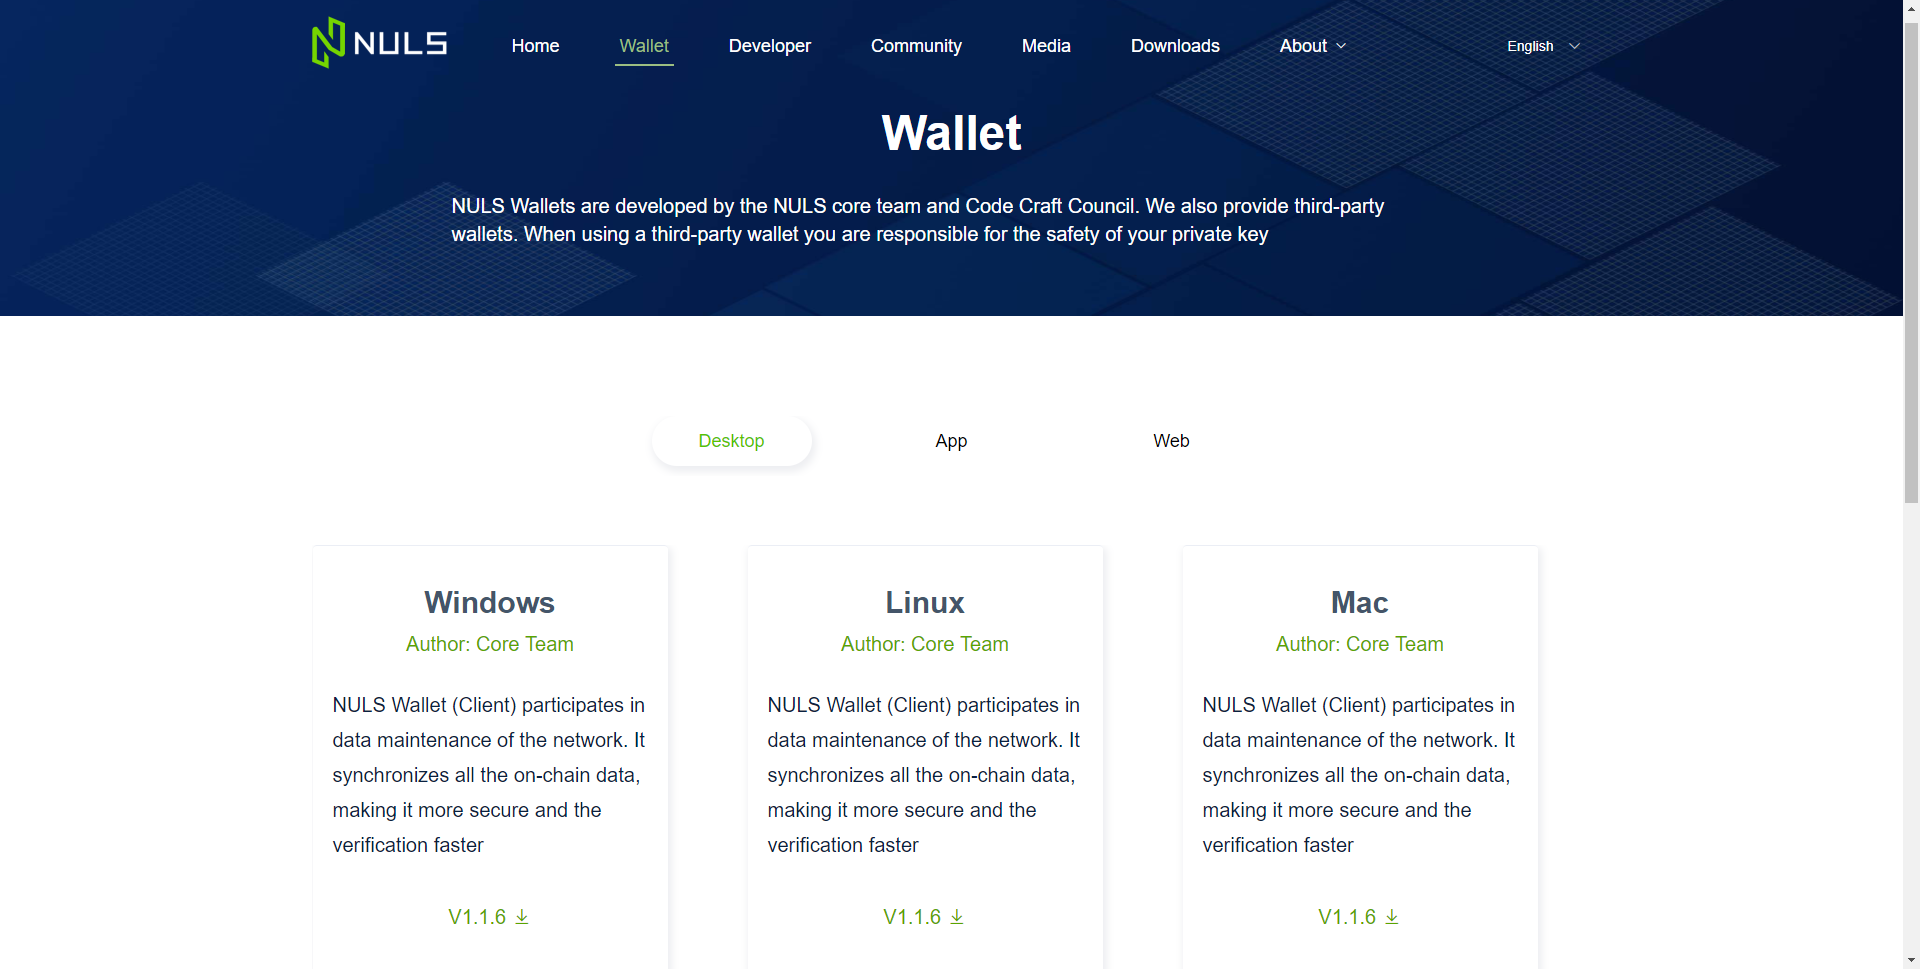 NULS
Home Wallet Developer Community Media Downloads About English
Wallet
NULS Wallets are developed by the NULS core team and Code Craft Council. We also provide third-party
wallets. When using a third-party wallet you are responsible for the safety of your private key
Desktop App Web
Windows
Author: Core Team
NULS Wallet (Client) participates in
data maintenance of the network. It
synchronizes all the on-chain data,
making it more secure and the
verification faster
V1.1.6
Linux
Author: Core Team
NULS Wallet (Client) participates in
data maintenance of the network. It
synchronizes all the on-chain data,
making it more secure and the
verification faster
V1.1.6
Mac
Author: Core Team
NULS Wallet (Client) participates in
data maintenance of the network. It
synchronizes all the on-chain data,
making it more secure and the
verification faster
V1.1.6